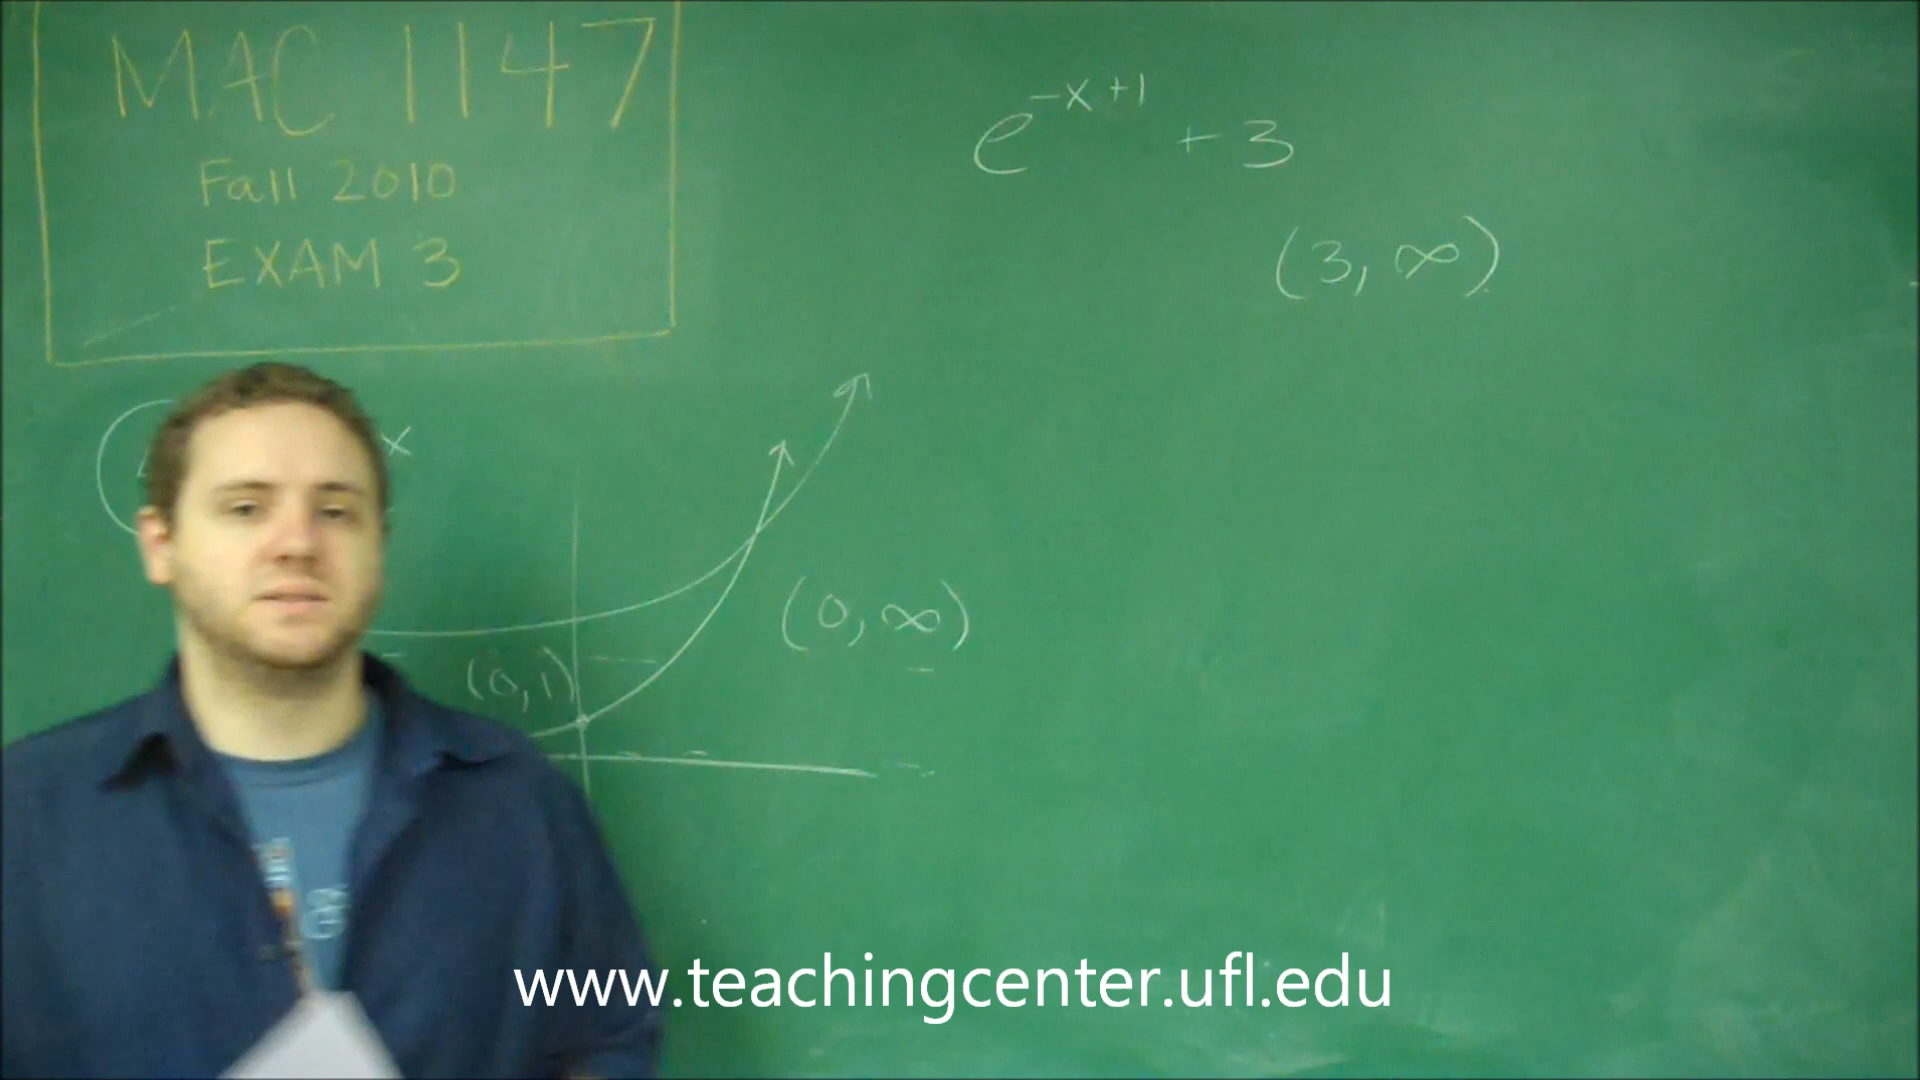 MAC 1147
Fall 2010
EXAM 3
e^{-x+1} + 3
(3, ∞)
x
(0, ∞)
(0, 1)
www.teachingcenter.ufl.edu